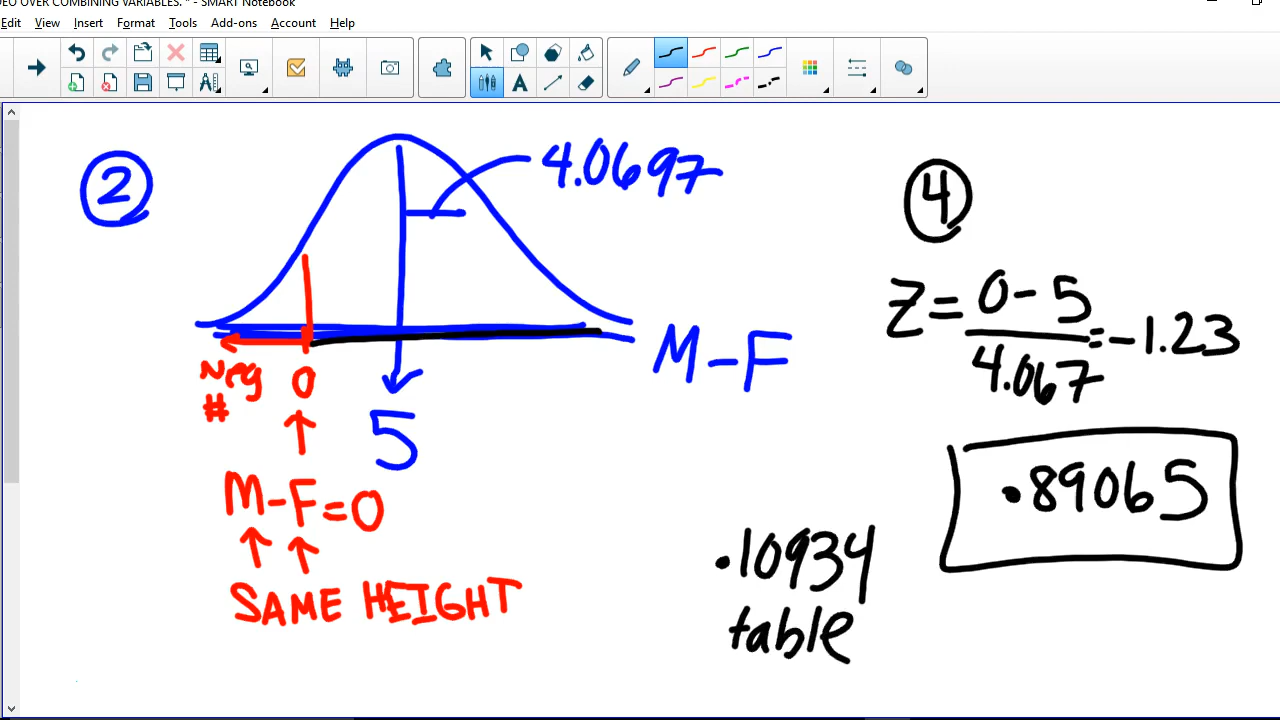 DEO OVER COMBINING VARIABLES. * - SMART Notebook
Edit View Insert Format Tools Add-ons Account Help
2
4.0697
M-F
Neg
#
0
5
M-F=0
SAME HEIGHT
4
Z = 0-5 / 4.067 = -1.23
.89065
.10934
table